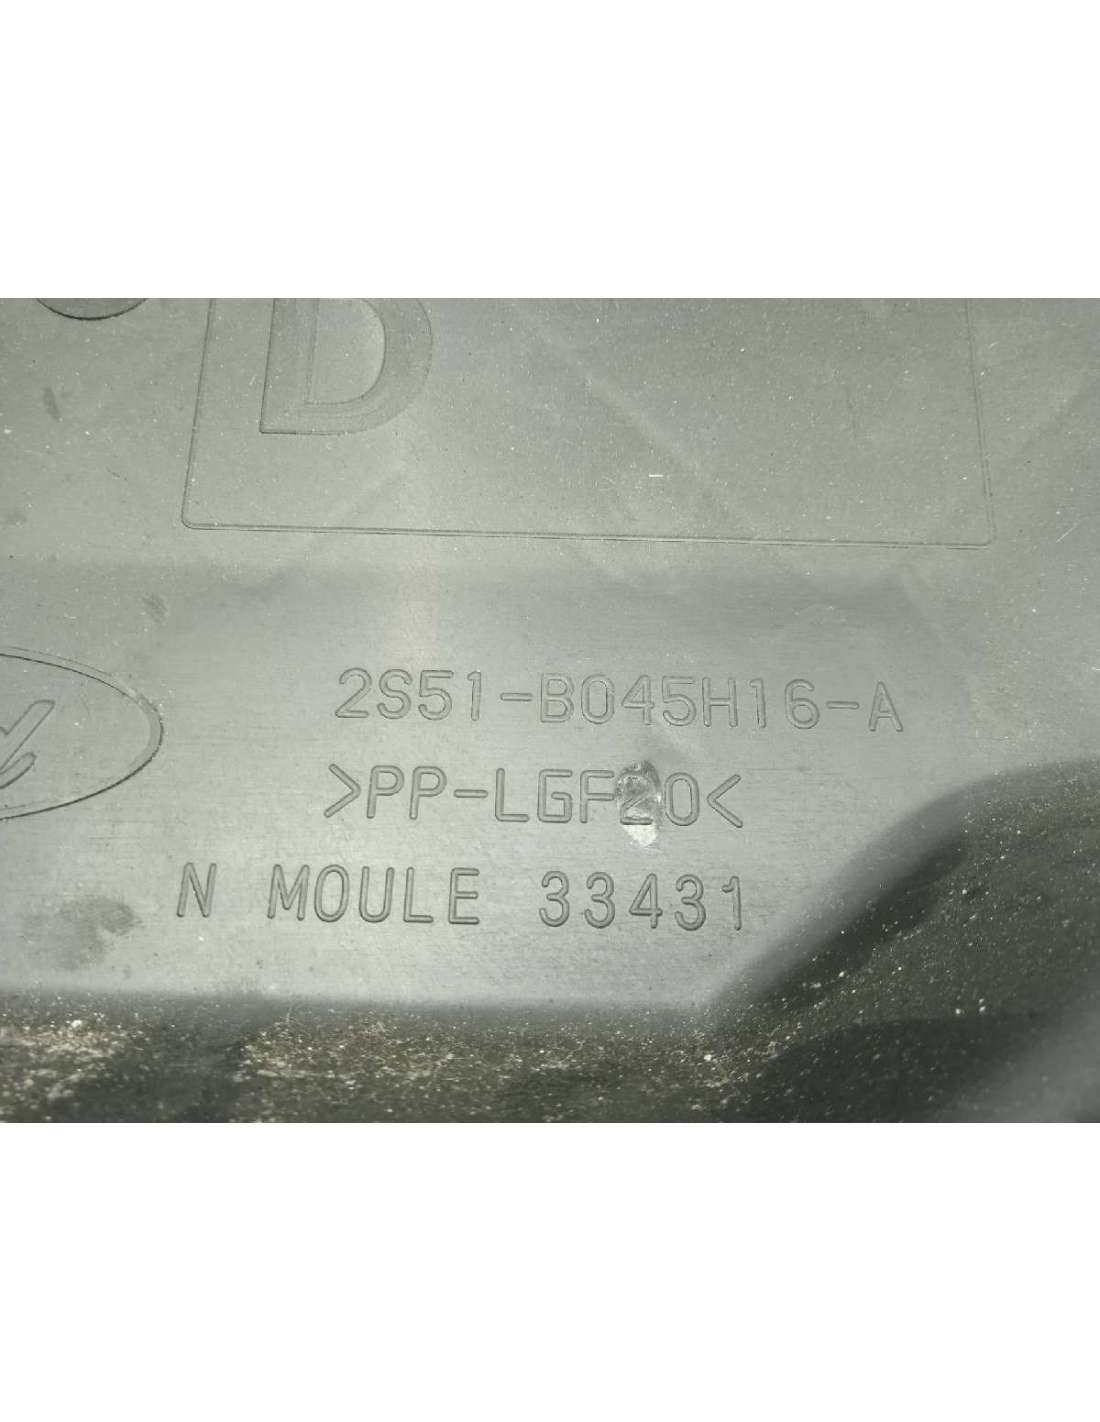 D
2S51-B045H16-A
>PP-LGF20<
N MOULE 33431